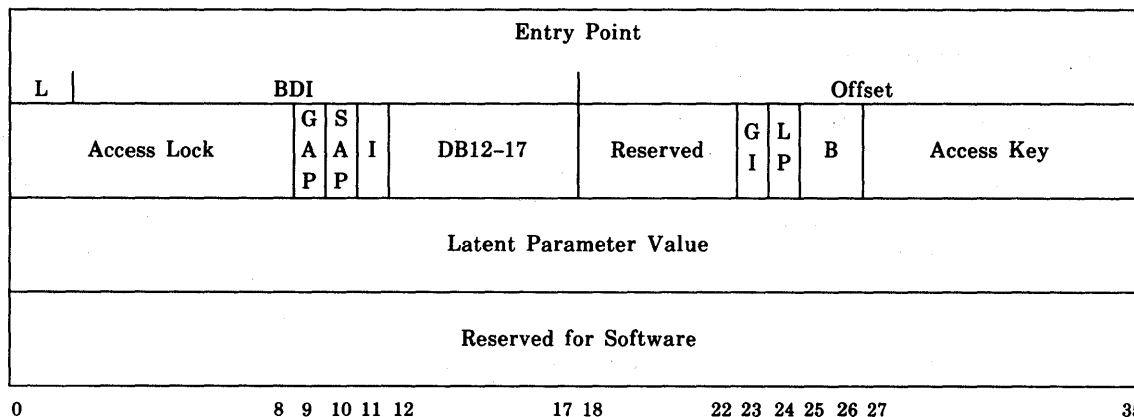 Entry Point
L BDI Offset
Access Lock G A P S A P I DB12-17 Reserved G I L P B Access Key
Latent Parameter Value
Reserved for Software
0 8 9 10 11 12 17 18 22 23 24 25 26 27